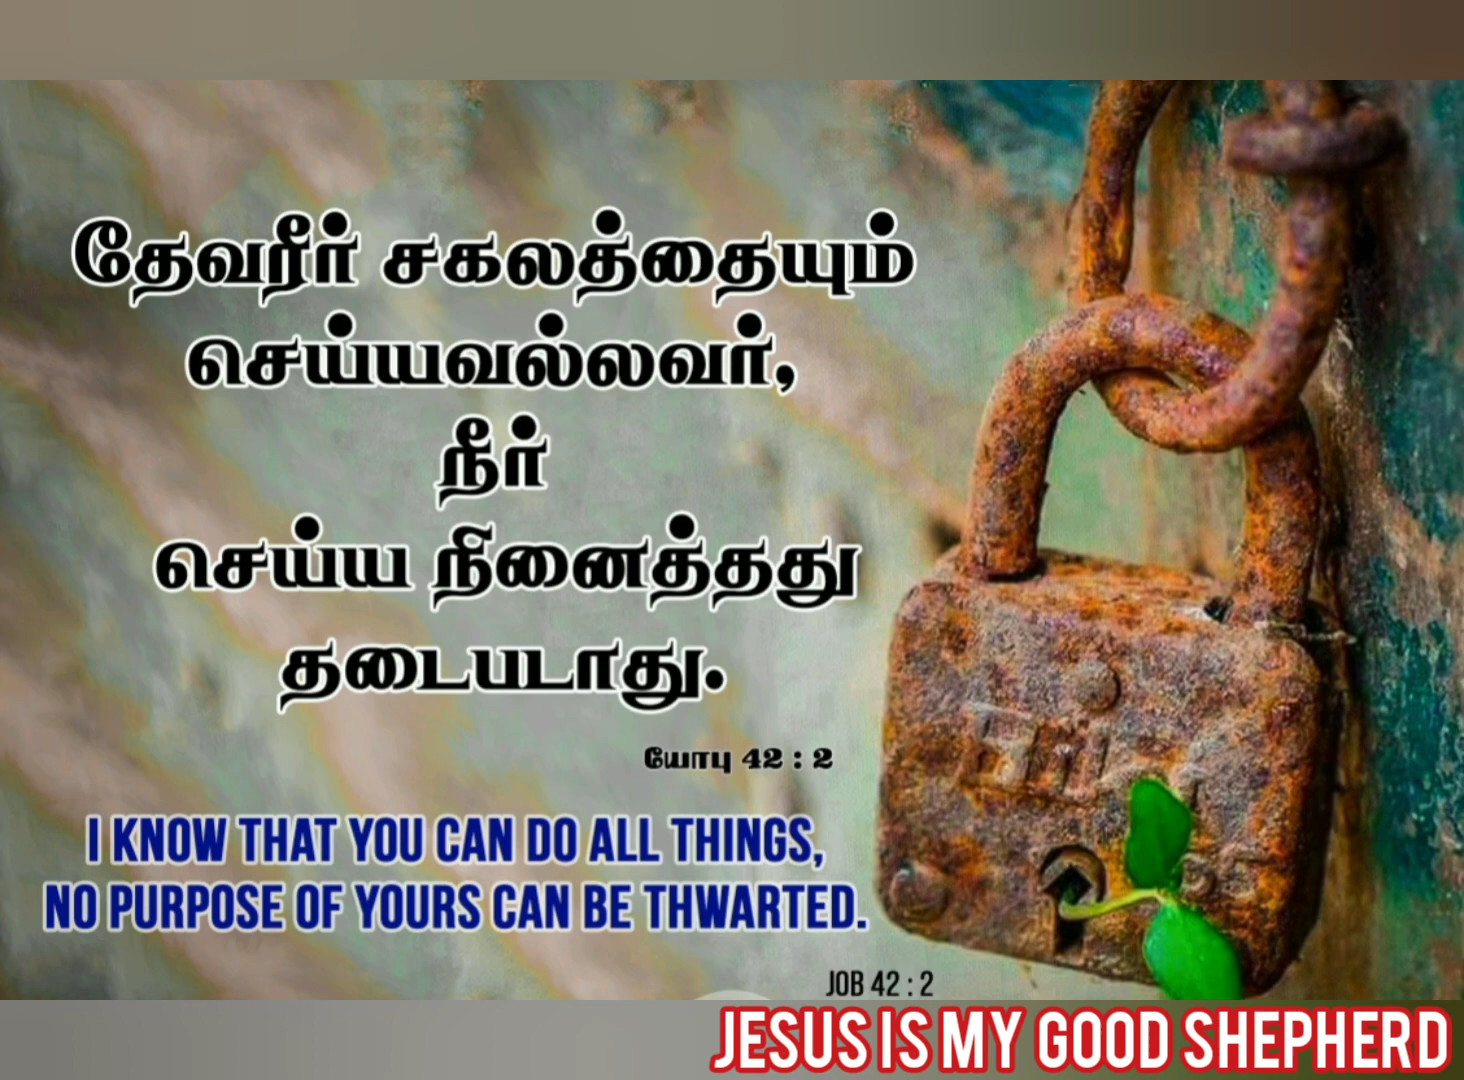 தேவரீர் சகலத்தையும்
செய்யவல்லவர்,
நீர்
செய்ய நினைத்தது
தடைபடாது.
யோபு 42 : 2
I KNOW THAT YOU CAN DO ALL THINGS,
NO PURPOSE OF YOURS CAN BE THWARTED.
JOB 42 : 2
JESUS IS MY GOOD SHEPHERD